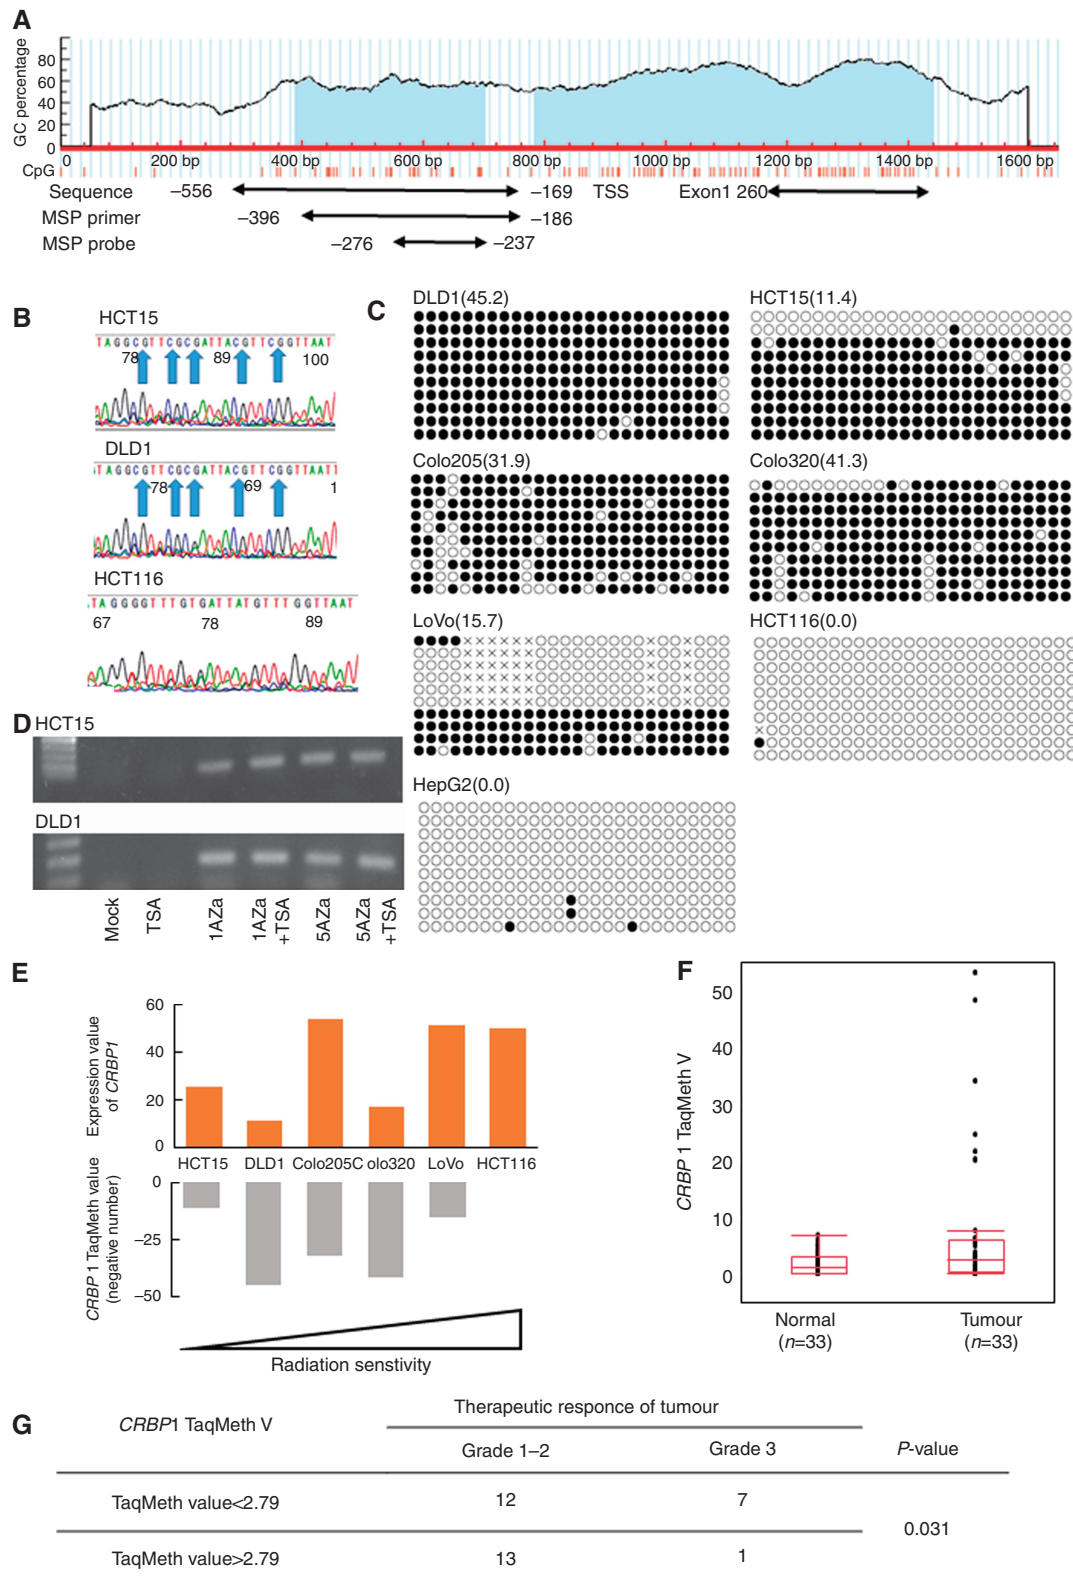 A
GC percentage
80
60
40
20
0
0 200 bp 400 bp 600 bp 800 bp 1000 bp 1200 bp 1400 bp 1600 bp
CpG
Sequence −556 −169 TSS Exon1 260
MSP primer −396 −186
MSP probe −276 −237
B
HCT15
TAGGCGTTCGCGATTACGTTCGGTTAAT
78 89 100
DLD1
TAGGCGTTCGCGATTACGTTCGGTTAAT1
78 69 1
HCT116
TAGGGGTTTGTGATTATGTTTGGTTAAT
67 78 89
C
DLD1(45.2)
HCT15(11.4)
Colo205(31.9)
Colo320(41.3)
LoVo(15.7)
HCT116(0.0)
HepG2(0.0)
D
HCT15
DLD1
Mock
TSA
1AZa
1AZa +TSA
5AZa
5AZa +TSA
E
Expression value of CRBP1
60
40
20
0
HCT15 DLD1 Colo205C olo320 LoVo HCT116
CRBP 1 TaqMeth value (negative number)
0
−25
−50
Radiation senstivity
F
CRBP 1 TaqMeth V
50
40
30
20
10
0
Normal (n=33)
Tumour (n=33)
G
CRBP1 TaqMeth V
Therapeutic responce of tumour
Grade 1–2 Grade 3 P-value
TaqMeth value<2.79 12 7
0.031
TaqMeth value>2.79 13 1